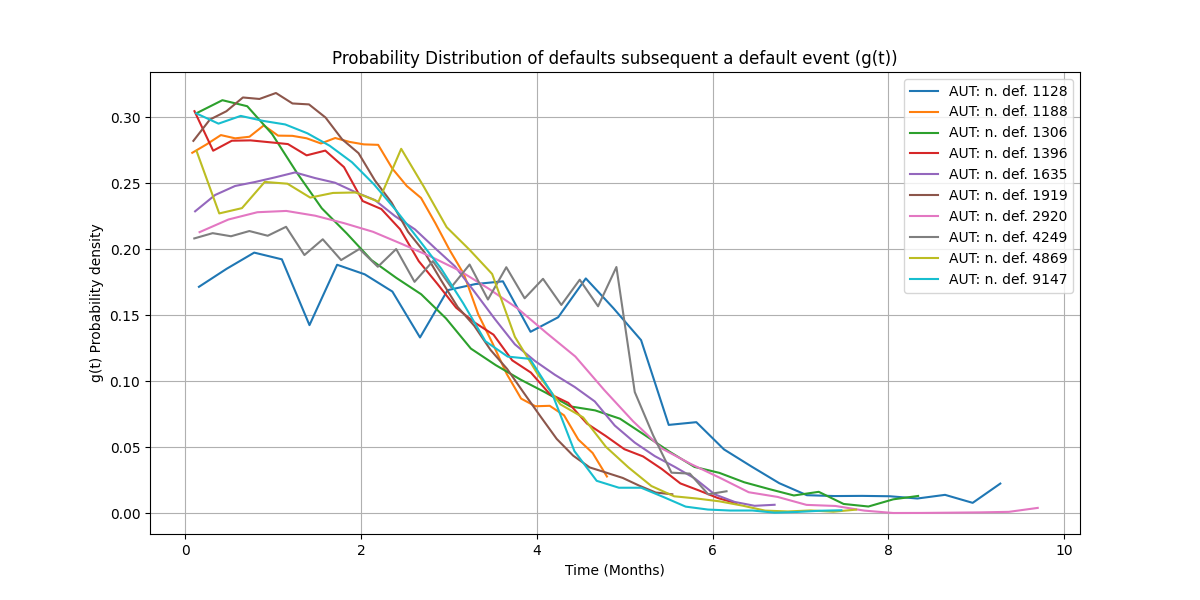 Probability Distribution of defaults subsequent a default event (g(t))
g(t) Probability density
0.30
0.25
0.20
0.15
0.10
0.05
0.00
0 2 4 6 8 10
Time (Months)
AUT: n. def. 1128
AUT: n. def. 1188
AUT: n. def. 1306
AUT: n. def. 1396
AUT: n. def. 1635
AUT: n. def. 1919
AUT: n. def. 2920
AUT: n. def. 4249
AUT: n. def. 4869
AUT: n. def. 9147